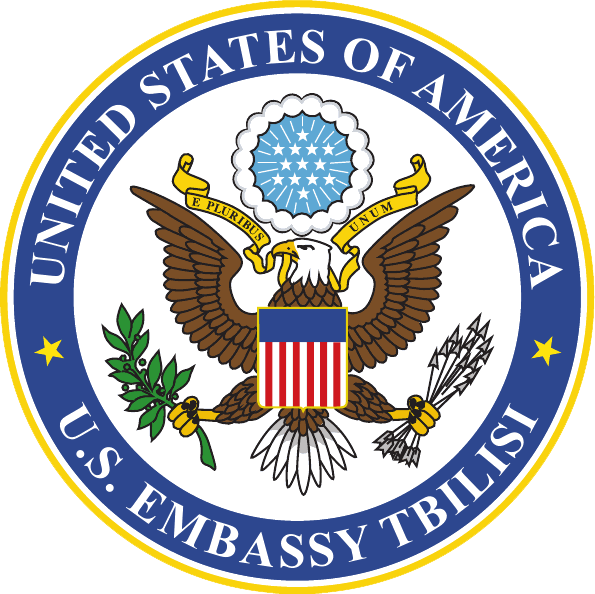 UNITED STATES OF AMERICA
E PLURIBUS UNUM
U.S. EMBASSY TBILISI